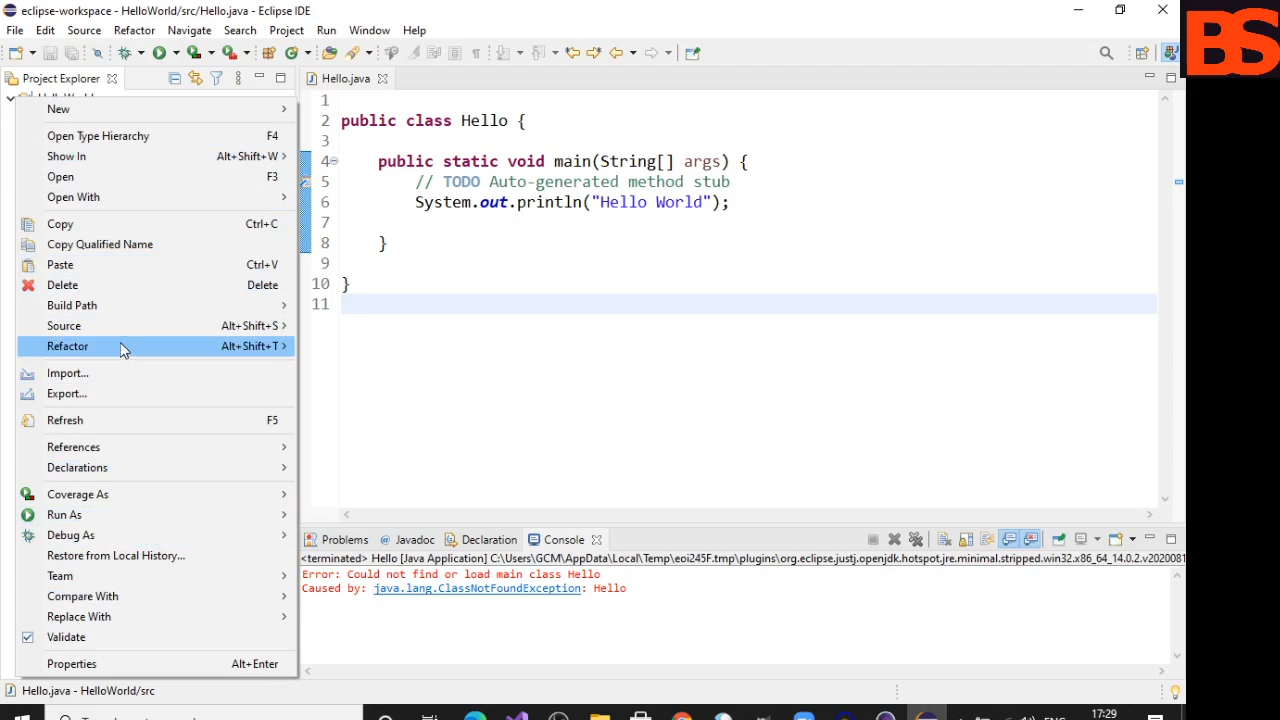 eclipse-workspace - HelloWorld/src/Hello.java - Eclipse IDE
BS
File Edit Source Refactor Navigate Search Project Run Window Help
Project Explorer
Hello.java
New
Open Type Hierarchy F4
Show In Alt+Shift+W
Open F3
Open With
Copy Ctrl+C
Copy Qualified Name
Paste Ctrl+V
Delete Delete
Build Path
Source Alt+Shift+S
Refactor Alt+Shift+T
Import...
Export...
Refresh F5
References
Declarations
Coverage As
Run As
Debug As
Restore from Local History...
Team
Compare With
Replace With
Validate
Properties Alt+Enter
1
2 public class Hello {
3
4 public static void main(String[] args) {
5 // TODO Auto-generated method stub
6 System.out.println("Hello World");
7
8 }
9
10 }
11
Problems @ Javadoc Declaration Console
<terminated> Hello [Java Application] C:\Users\GCM\AppData\Local\Temp\eoi245F.tmp\plugins\org.eclipse.justj.openjdk.hotspot.jre.minimal.stripped.win32.x86_64_14.0.2.v2020081
Error: Could not find or load main class Hello
Caused by: java.lang.ClassNotFoundException: Hello
Hello.java - HelloWorld/src
17:29